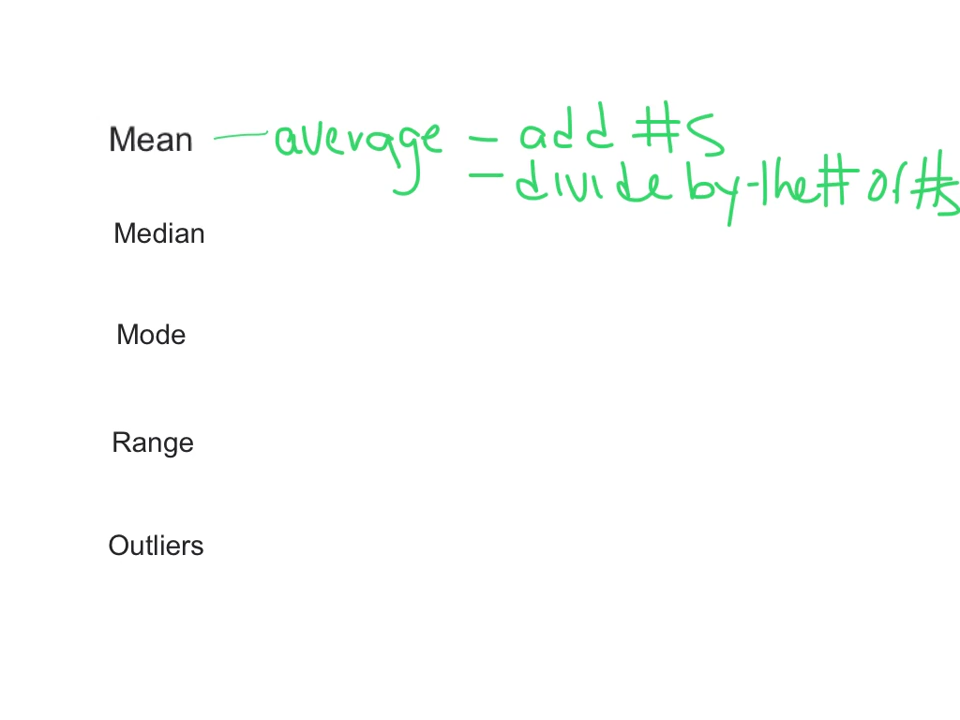 Mean — average – add #s
– divide by the # of #s
Median
Mode
Range
Outliers